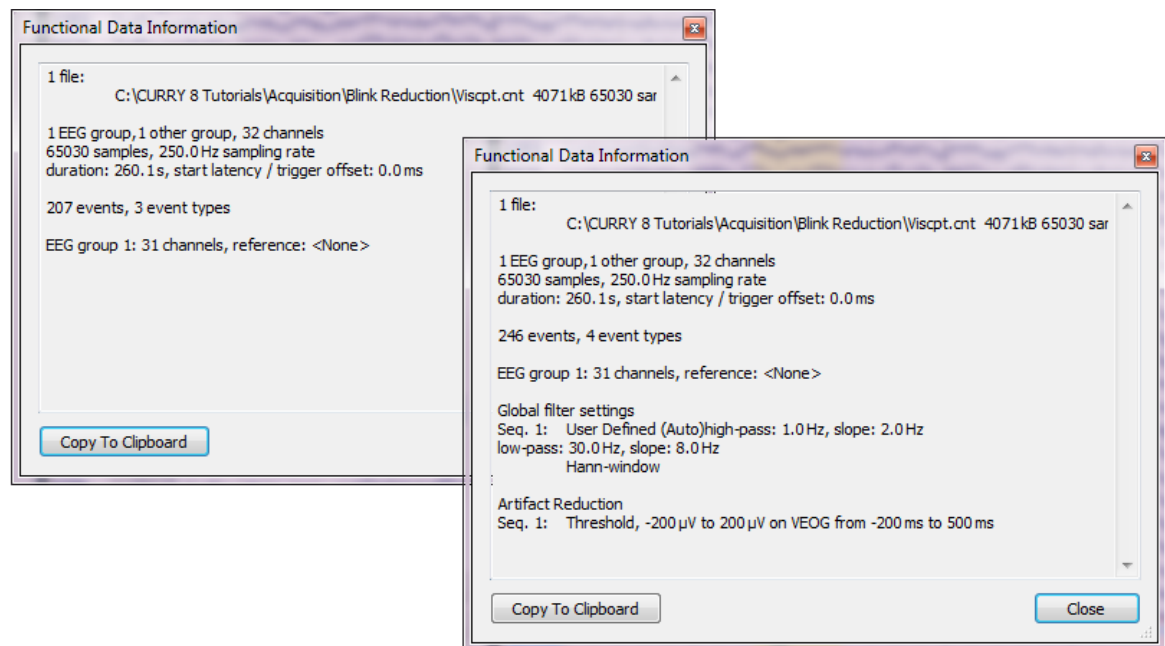 Functional Data Information
1 file:
C:\CURRY 8 Tutorials\Acquisition\Blink Reduction\Viscpt.cnt 4071kB 65030 sar
1 EEG group,1 other group, 32 channels
65030 samples, 250.0 Hz sampling rate
duration: 260.1s, start latency / trigger offset: 0.0 ms
207 events, 3 event types
EEG group 1: 31 channels, reference: <None>
Copy To Clipboard
Functional Data Information
1 file:
C:\CURRY 8 Tutorials\Acquisition\Blink Reduction\Viscpt.cnt 4071kB 65030 sar
1 EEG group,1 other group, 32 channels
65030 samples, 250.0 Hz sampling rate
duration: 260.1s, start latency / trigger offset: 0.0 ms
246 events, 4 event types
EEG group 1: 31 channels, reference: <None>
Global filter settings
Seq. 1: User Defined (Auto)high-pass: 1.0 Hz, slope: 2.0 Hz
low-pass: 30.0 Hz, slope: 8.0 Hz
Hann-window
Artifact Reduction
Seq. 1: Threshold, -200 µV to 200 µV on VEOG from -200 ms to 500 ms
Copy To Clipboard
Close